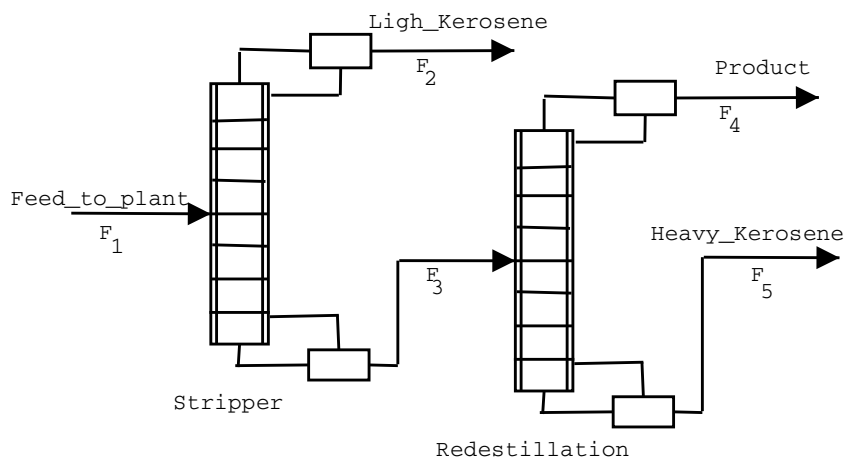 Ligh_Kerosene
F2
Product
F4
Feed_to_plant
F1
Heavy_Kerosene
F3
F5
Stripper
Redestillation